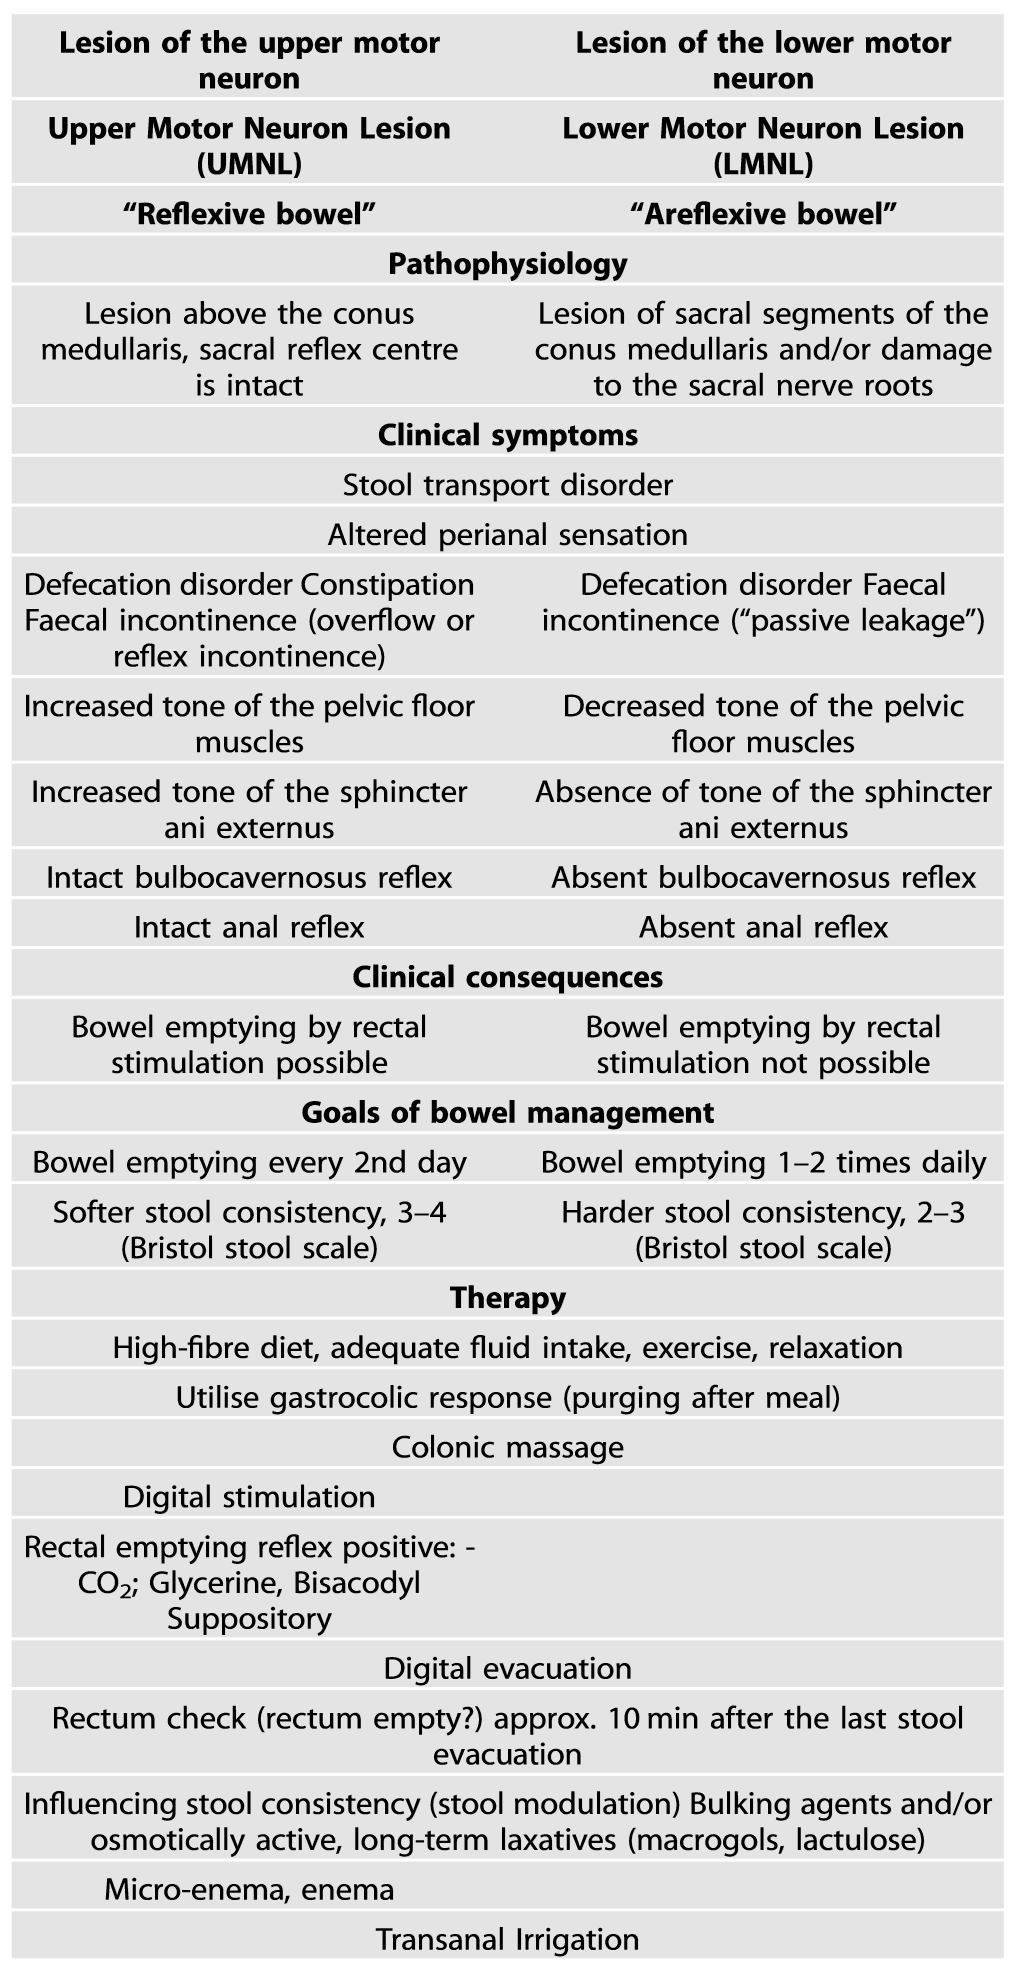 Lesion of the upper motor neuron
Lesion of the lower motor neuron
Upper Motor Neuron Lesion (UMNL)
Lower Motor Neuron Lesion (LMNL)
“Reflexive bowel”
“Areflexive bowel”
Pathophysiology
Lesion above the conus
medullaris, sacral reflex centre
is intact
Lesion of sacral segments of the
conus medullaris and/or damage
to the sacral nerve roots
Clinical symptoms
Stool transport disorder
Altered perianal sensation
Defecation disorder Constipation
Faecal incontinence (overflow or
reflex incontinence)
Defecation disorder Faecal
incontinence (“passive leakage”)
Increased tone of the pelvic floor
muscles
Decreased tone of the pelvic
floor muscles
Increased tone of the sphincter
ani externus
Absence of tone of the sphincter
ani externus
Intact bulbocavernosus reflex
Absent bulbocavernosus reflex
Intact anal reflex
Absent anal reflex
Clinical consequences
Bowel emptying by rectal
stimulation possible
Bowel emptying by rectal
stimulation not possible
Goals of bowel management
Bowel emptying every 2nd day
Bowel emptying 1–2 times daily
Softer stool consistency, 3–4
(Bristol stool scale)
Harder stool consistency, 2–3
(Bristol stool scale)
Therapy
High-fibre diet, adequate fluid intake, exercise, relaxation
Utilise gastrocolic response (purging after meal)
Colonic massage
Digital stimulation
Rectal emptying reflex positive: -
CO₂; Glycerine, Bisacodyl
Suppository
Digital evacuation
Rectum check (rectum empty?) approx. 10 min after the last stool
evacuation
Influencing stool consistency (stool modulation) Bulking agents and/or
osmotically active, long-term laxatives (macrogols, lactulose)
Micro-enema, enema
Transanal Irrigation